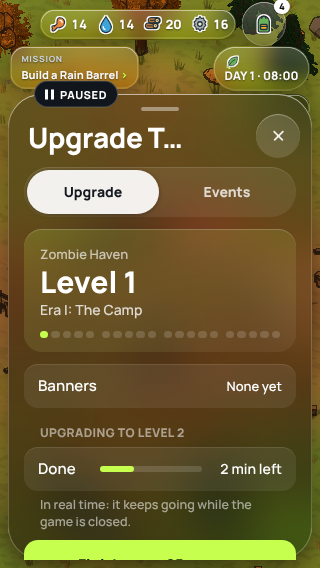 14 14 20 16 4
MISSION
Build a Rain Barrel ›
DAY 1 · 08:00
PAUSED
Upgrade T...
Upgrade Events
Zombie Haven
Level 1
Era I: The Camp
Banners None yet
UPGRADING TO LEVEL 2
Done 2 min left
In real time: it keeps going while the
game is closed.